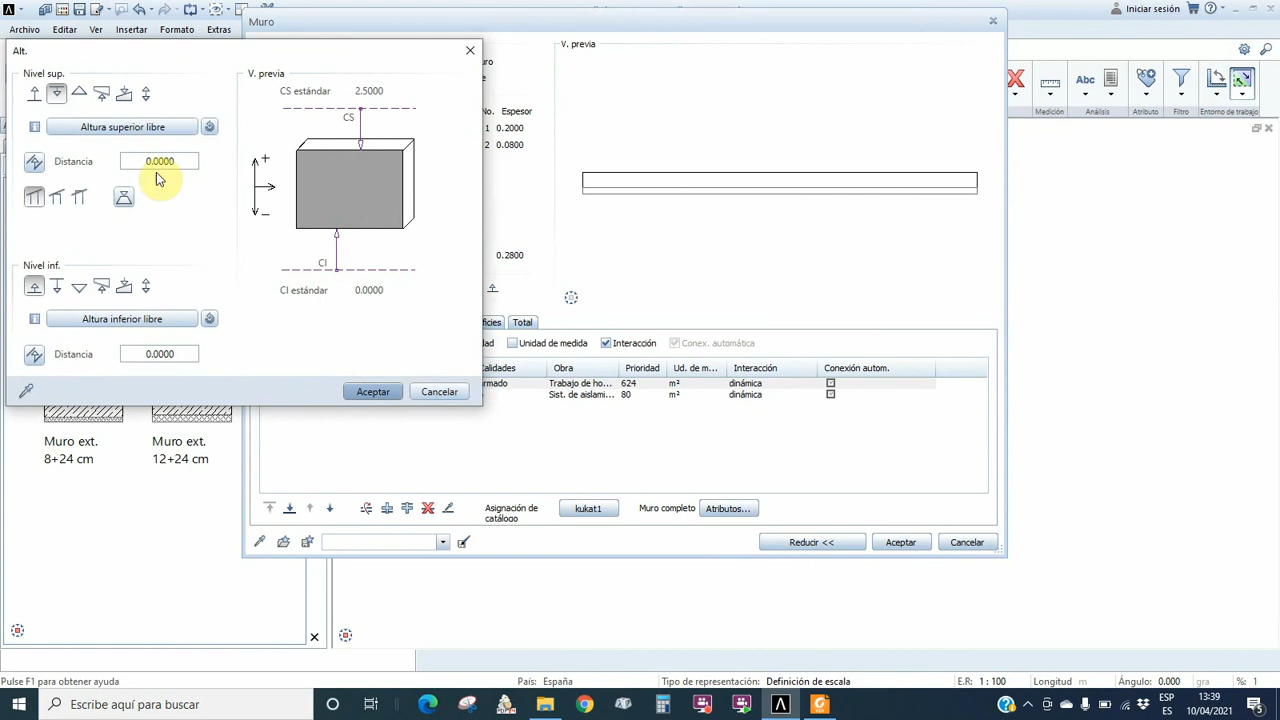 Iniciar sesión
Archivo Editar Ver Insertar Formato Extras
Muro
Alt.
Nivel sup.
Altura superior libre
Distancia 0.0000
Nivel inf.
Altura inferior libre
Distancia 0.0000
V. previa
CS estándar 2.5000
CS
+
−
CI
CI estándar 0.0000
Aceptar Cancelar
V. previa
No. Espesor
1 0.2000
2 0.0800
0.2800
Total
Unidad de medida Interacción Conex. automática
Obra Prioridad Ud. de m... Interacción Conexión autom.
Trabajo de ho... 624 m² dinámica
Sist. de aislami... 80 m² dinámica
Asignación de catálogo kukat1 Muro completo Atributos...
Reducir << Aceptar Cancelar
Medición Abc Análisis Atributo Filtro Entorno de trabajo
Muro ext.
8+24 cm
Muro ext.
12+24 cm
Pulse F1 para obtener ayuda País: España Tipo de representación: Definición de escala E.R: 1 : 100 Longitud m Ángulo: 0.000 gra %: 1
Escribe aquí para buscar
ESP
ES
13:39
10/04/2021
5